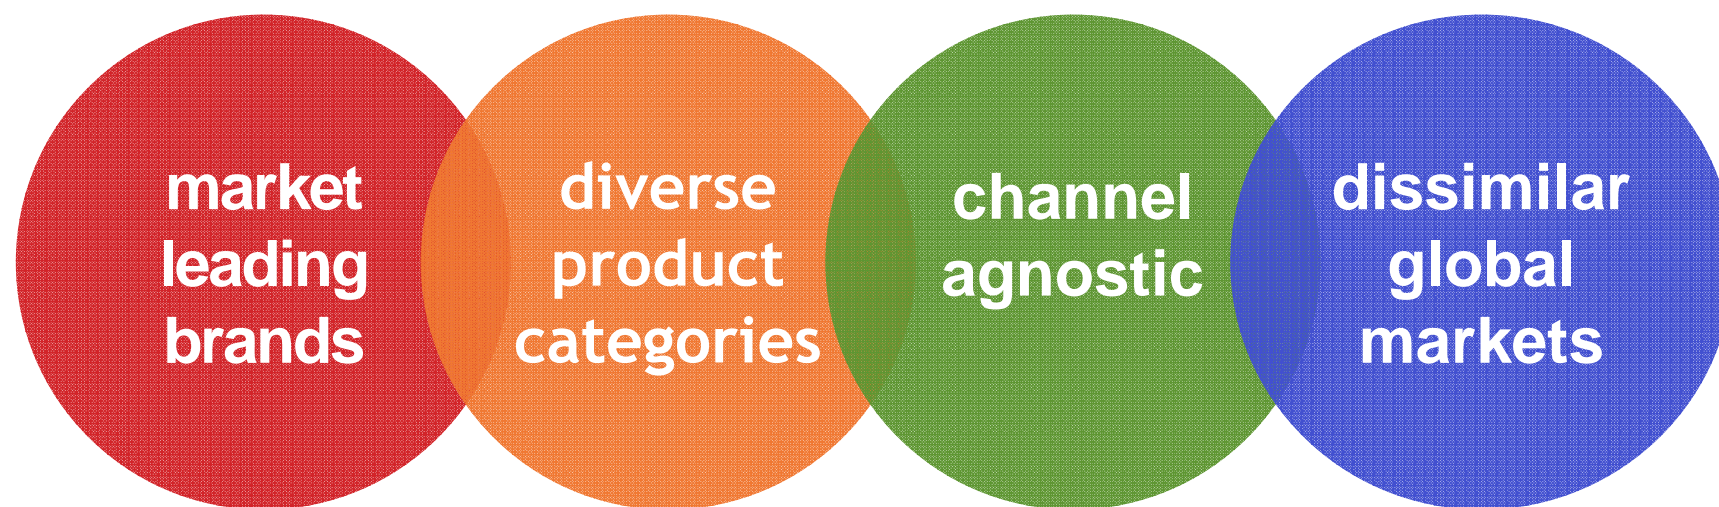 market
leading
brands
diverse
product
categories
channel
agnostic
dissimilar
global
markets